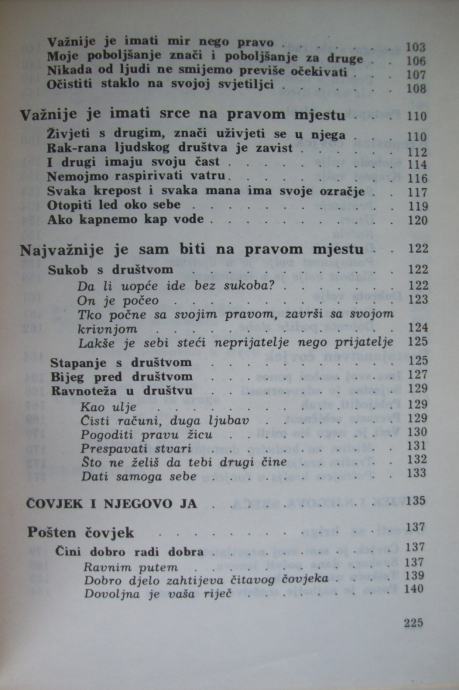 Važnije je imati mir nego pravo . . . . . . . 103
Moje poboljšanje znači i poboljšanje za druge . 106
Nikada od ljudi ne smijemo previše očekivati . . 107
Očistiti staklo na svojoj svjetiljci . . . . . . 108
Važnije je imati srce na pravom mjestu . . . 110
Živjeti s drugim, znači uživjeti se u njega . . . 110
Rak-rana ljudskog društva je zavist . . . . . . 112
I drugi imaju svoju čast . . . . . . . . . 114
Nemojmo raspirivati vatru . . . . . . . . . 116
Svaka krepost i svaka mana ima svoje ozračje . 117
Otopiti led oko sebe . . . . . . . . . . . 119
Ako kapnemo kap vode . . . . . . . . . . 120
Najvažnije je sam biti na pravom mjestu . . 122
Sukob s društvom . . . . . . . . . . . . 122
Da li uopće ide bez sukoba? . . . . . . . 122
On je počeo . . . . . . . . . . . . . 123
Tko počne sa svojim pravom, završi sa svojom
krivnjom . . . . . . . . . . . . . . 124
Lakše je sebi steći neprijatelje nego prijatelje 125
Stapanje s društvom . . . . . . . . . . . 125
Bijeg pred društvom . . . . . . . . . . . 127
Ravnoteža u društvu . . . . . . . . . . . 129
Kao ulje . . . . . . . . . . . . . . 129
Čisti računi, duga ljubav . . . . . . . . 129
Pogoditi pravu žicu . . . . . . . . . . 130
Prespavati stvari . . . . . . . . . . . 131
Što ne želiš da tebi drugi čine . . . . . . 132
Dati samoga sebe . . . . . . . . . . . 133
ČOVJEK I NJEGOVO JA . . . . . . . . . . 135
Pošten čovjek . . . . . . . . . . . . . 137
Čini dobro radi dobra . . . . . . . . . . 137
Ravnim putem . . . . . . . . . . . . 137
Dobro djelo zahtijeva čitavog čovjeka . . . . 139
Dovoljna je vaša riječ . . . . . . . . . 140
225